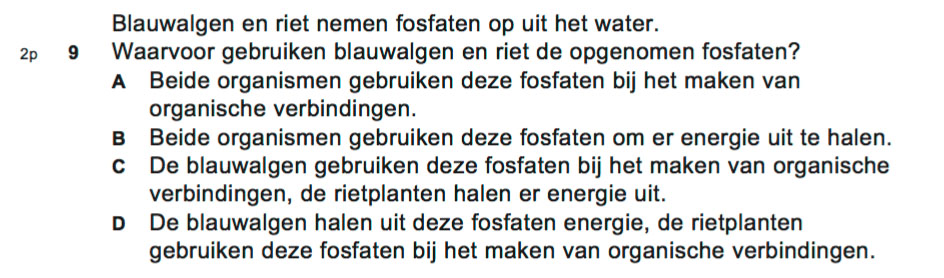 Blauwalgen en riet nemen fosfaten op uit het water.
2p 9 Waarvoor gebruiken blauwalgen en riet de opgenomen fosfaten?
A Beide organismen gebruiken deze fosfaten bij het maken van
organische verbindingen.
B Beide organismen gebruiken deze fosfaten om er energie uit te halen.
C De blauwalgen gebruiken deze fosfaten bij het maken van organische
verbindingen, de rietplanten halen er energie uit.
D De blauwalgen halen uit deze fosfaten energie, de rietplanten
gebruiken deze fosfaten bij het maken van organische verbindingen.